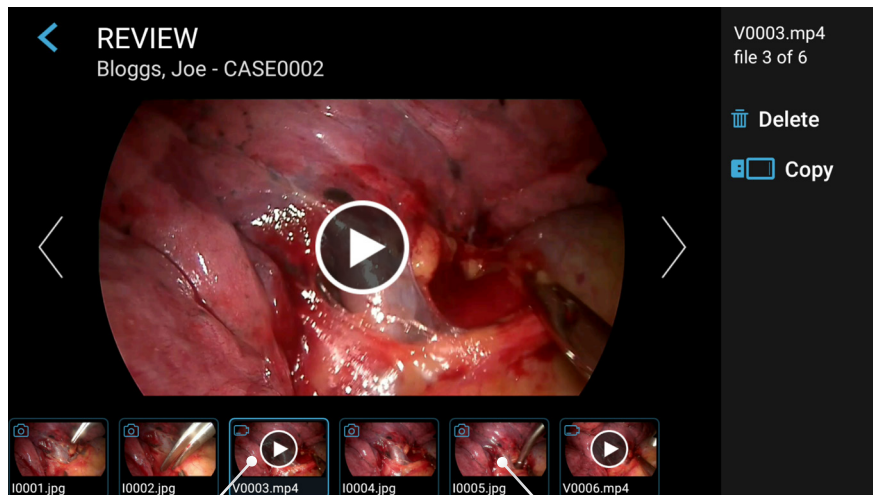 REVIEW
Bloggs, Joe - CASE0002
V0003.mp4
file 3 of 6
Delete
Copy
I0001.jpg
I0002.jpg
V0003.mp4
I0004.jpg
I0005.jpg
V0006.mp4